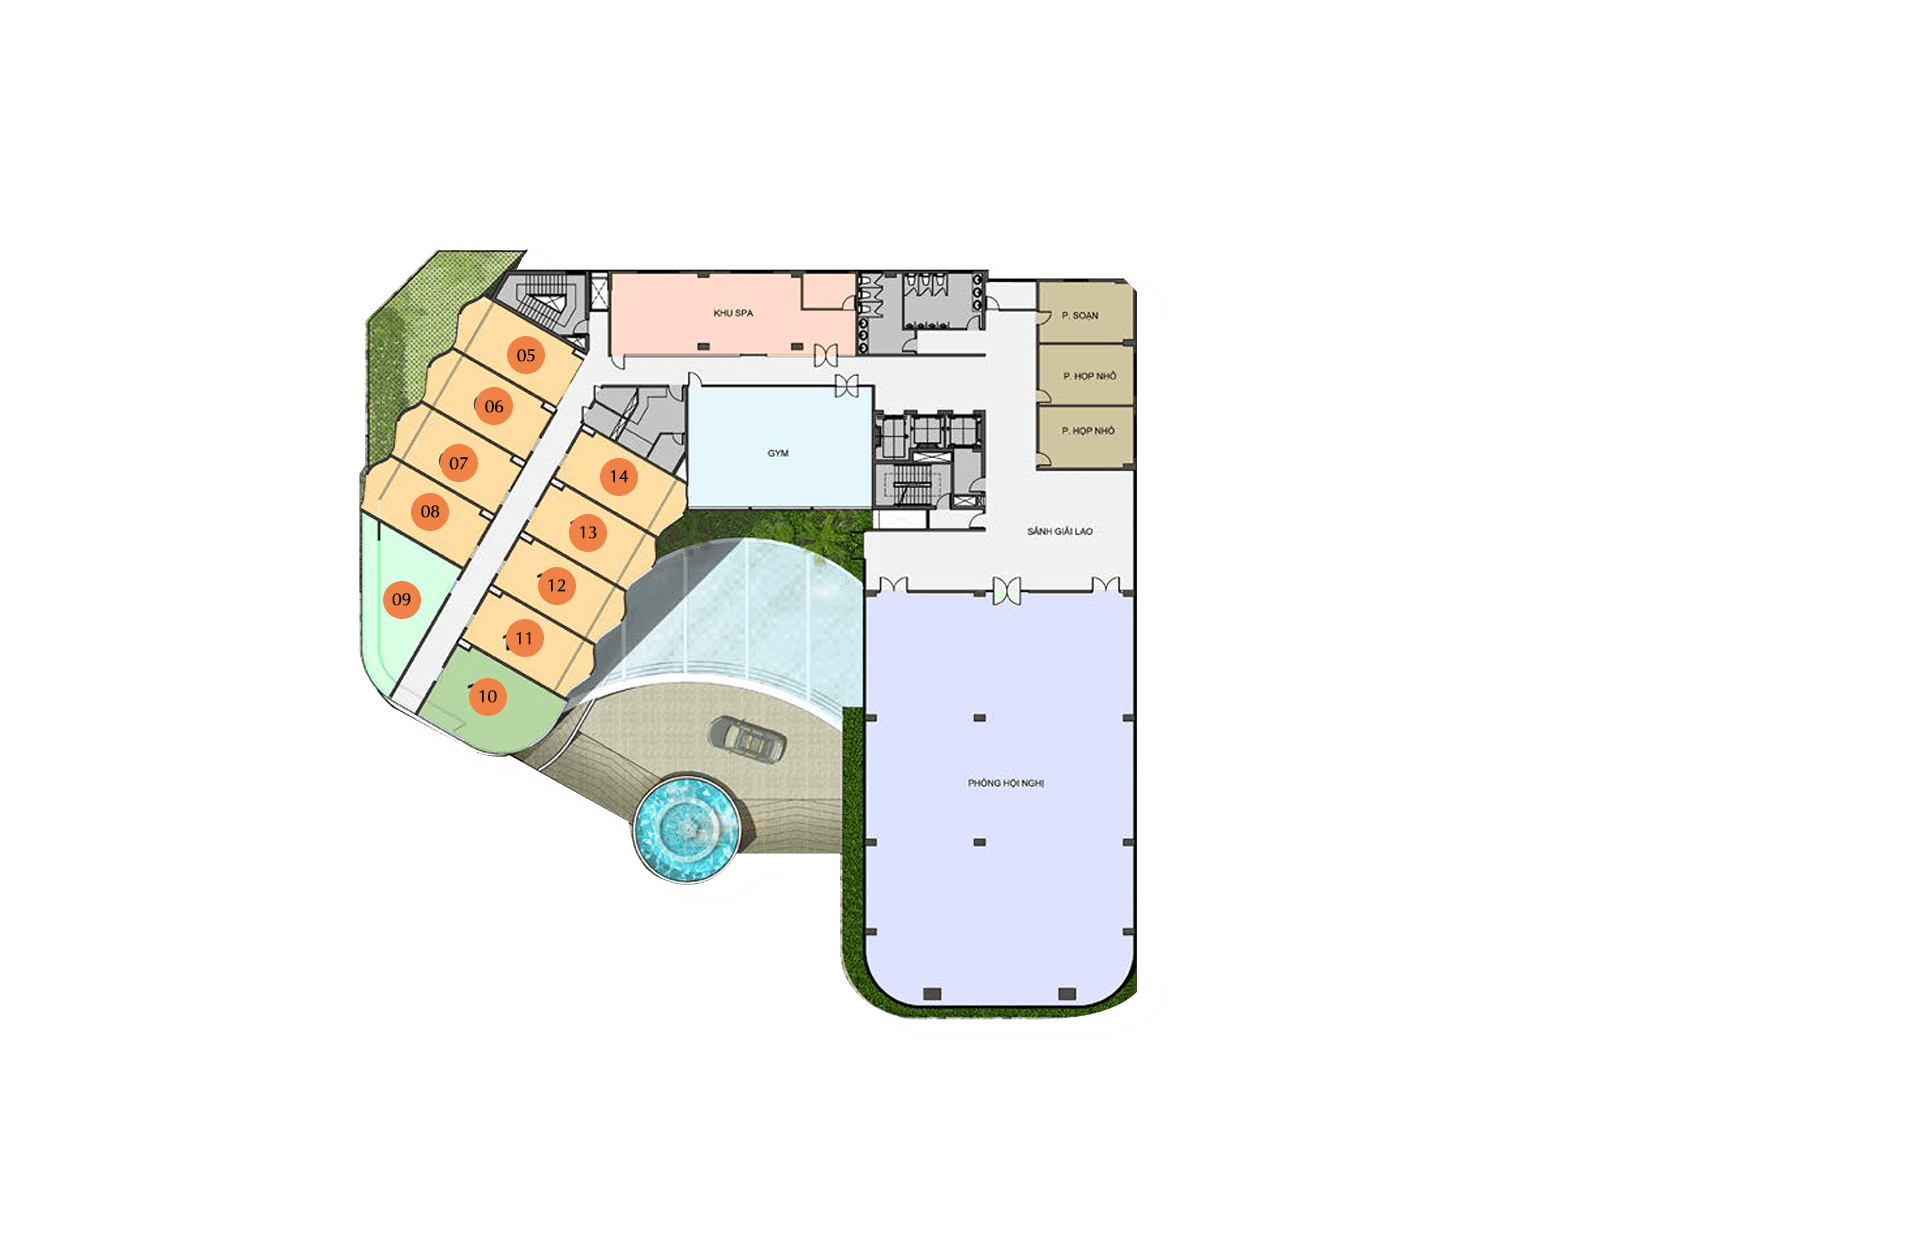 KHU SPA
P. SOẠN
05
P. HOP NHỎ
06
P. HỌP NHỎ
GYM
07
14
08
13
SẢNH GIẢI LAO
12
09
11
10
PHÒNG HỘI NGHỊ